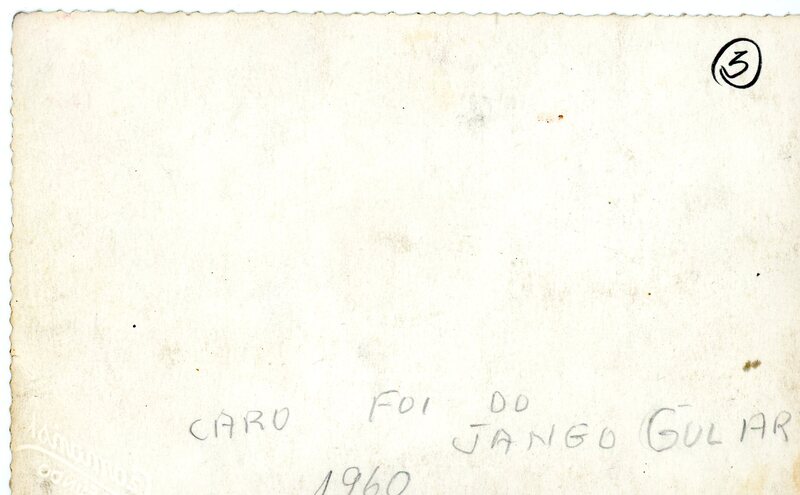 3
CARO FOI DO
JANGO GULAR
1960